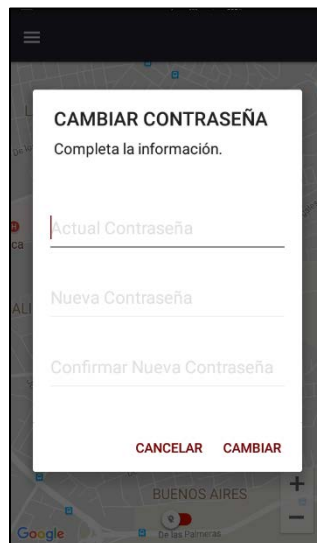 CAMBIAR CONTRASEÑA
Completa la información.
Actual Contraseña
Nueva Contraseña
Confirmar Nueva Contraseña
CANCELAR CAMBIAR
BUENOS AIRES
De las Palmeras
Google
+
−